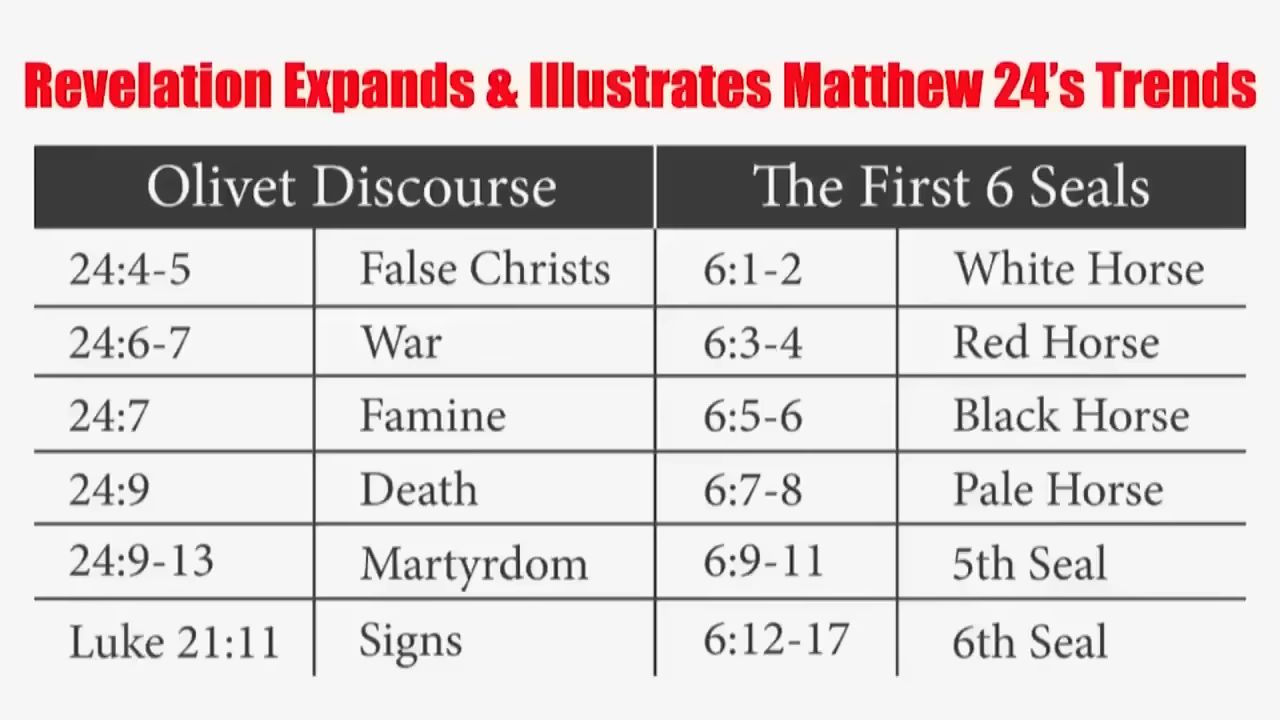 Revelation Expands & Illustrates Matthew 24’s Trends
Olivet Discourse The First 6 Seals
24:4-5 False Christs 6:1-2 White Horse
24:6-7 War 6:3-4 Red Horse
24:7 Famine 6:5-6 Black Horse
24:9 Death 6:7-8 Pale Horse
24:9-13 Martyrdom 6:9-11 5th Seal
Luke 21:11 Signs 6:12-17 6th Seal